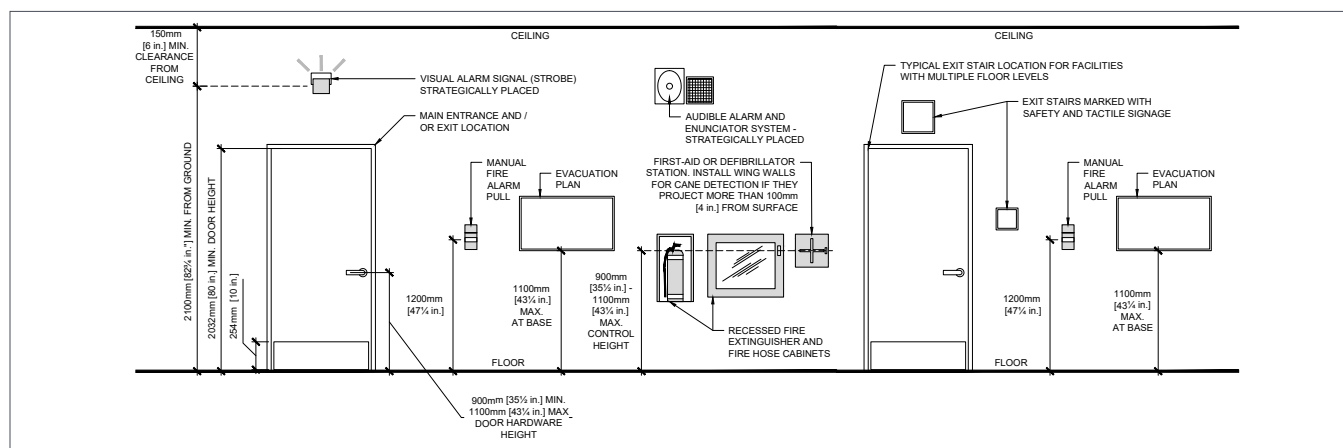 150mm
[6 in.] MIN.
CLEARANCE
FROM
CEILING
CEILING
CEILING
VISUAL ALARM SIGNAL (STROBE)
STRATEGICALLY PLACED
TYPICAL EXIT STAIR LOCATION FOR FACILITIES
WITH MULTIPLE FLOOR LEVELS
EXIT STAIRS MARKED WITH
SAFETY AND TACTILE SIGNAGE
MAIN ENTRANCE AND /
OR EXIT LOCATION
AUDIBLE ALARM AND
ENUNCIATOR SYSTEM -
STRATEGICALLY PLACED
MANUAL
FIRE
ALARM
PULL
EVACUATION
PLAN
FIRST-AID OR DEFIBRILLATOR
STATION. INSTALL WING WALLS
FOR CANE DETECTION IF THEY
PROJECT MORE THAN 100mm
[4 in.] FROM SURFACE
MANUAL
FIRE
ALARM
PULL
EVACUATION
PLAN
2100mm [82¾ in."] MIN. FROM GROUND
2032mm [80 in.] MIN. DOOR HEIGHT
254mm [10 in.]
1200mm
[47¼ in.]
1100mm
[43¼ in.]
MAX.
AT BASE
900mm
[35½ in.] -
1100mm
[43¼ in.]
MAX.
CONTROL
HEIGHT
RECESSED FIRE
EXTINGUISHER AND
FIRE HOSE CABINETS
1200mm
[47¼ in.]
1100mm
[43¼ in.]
MAX.
AT BASE
FLOOR
FLOOR
900mm [35½ in.] MIN.
1100mm [43¼ in.] MAX.
DOOR HARDWARE
HEIGHT